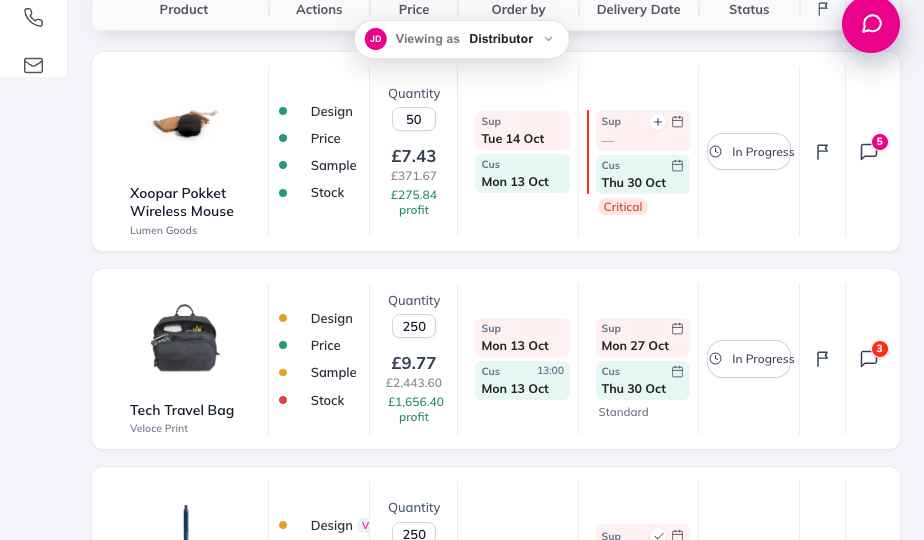 Product Actions Price Order by Delivery Date Status
JD Viewing as Distributor
Xoopar Pokket
Wireless Mouse
Lumen Goods
Design
Price
Sample
Stock
Quantity
50
£7.43
£371.67
£275.84
profit
Sup
Tue 14 Oct
Cus
Mon 13 Oct
Sup
—
Cus
Thu 30 Oct
Critical
In Progress
5
Tech Travel Bag
Veloce Print
Design
Price
Sample
Stock
Quantity
250
£9.77
£2,443.60
£1,656.40
profit
Sup
Mon 13 Oct
Cus 13:00
Mon 13 Oct
Sup
Mon 27 Oct
Cus
Thu 30 Oct
Standard
In Progress
3
Design V
Quantity
250
Sup